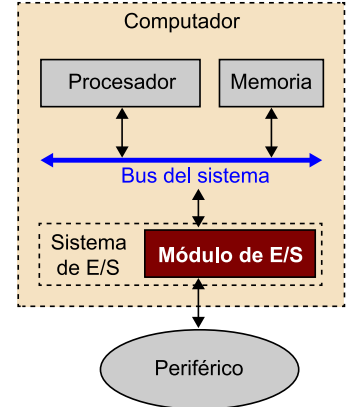 Computador
Procesador
Memoria
Bus del sistema
Sistema
de E/S
Módulo de E/S
Periférico